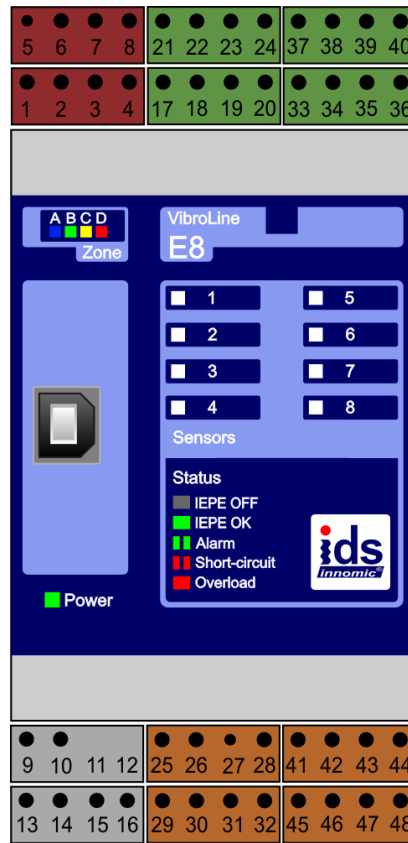 5 6 7 8 21 22 23 24 37 38 39 40
1 2 3 4 17 18 19 20 33 34 35 36
A B C D
Zone
VibroLine
E8
1 5
2 6
3 7
4 8
Sensors
Status
IEPE OFF
IEPE OK
Alarm
Short-circuit
Overload
ids
innomic®
Power
9 10 11 12 25 26 27 28 41 42 43 44
13 14 15 16 29 30 31 32 45 46 47 48